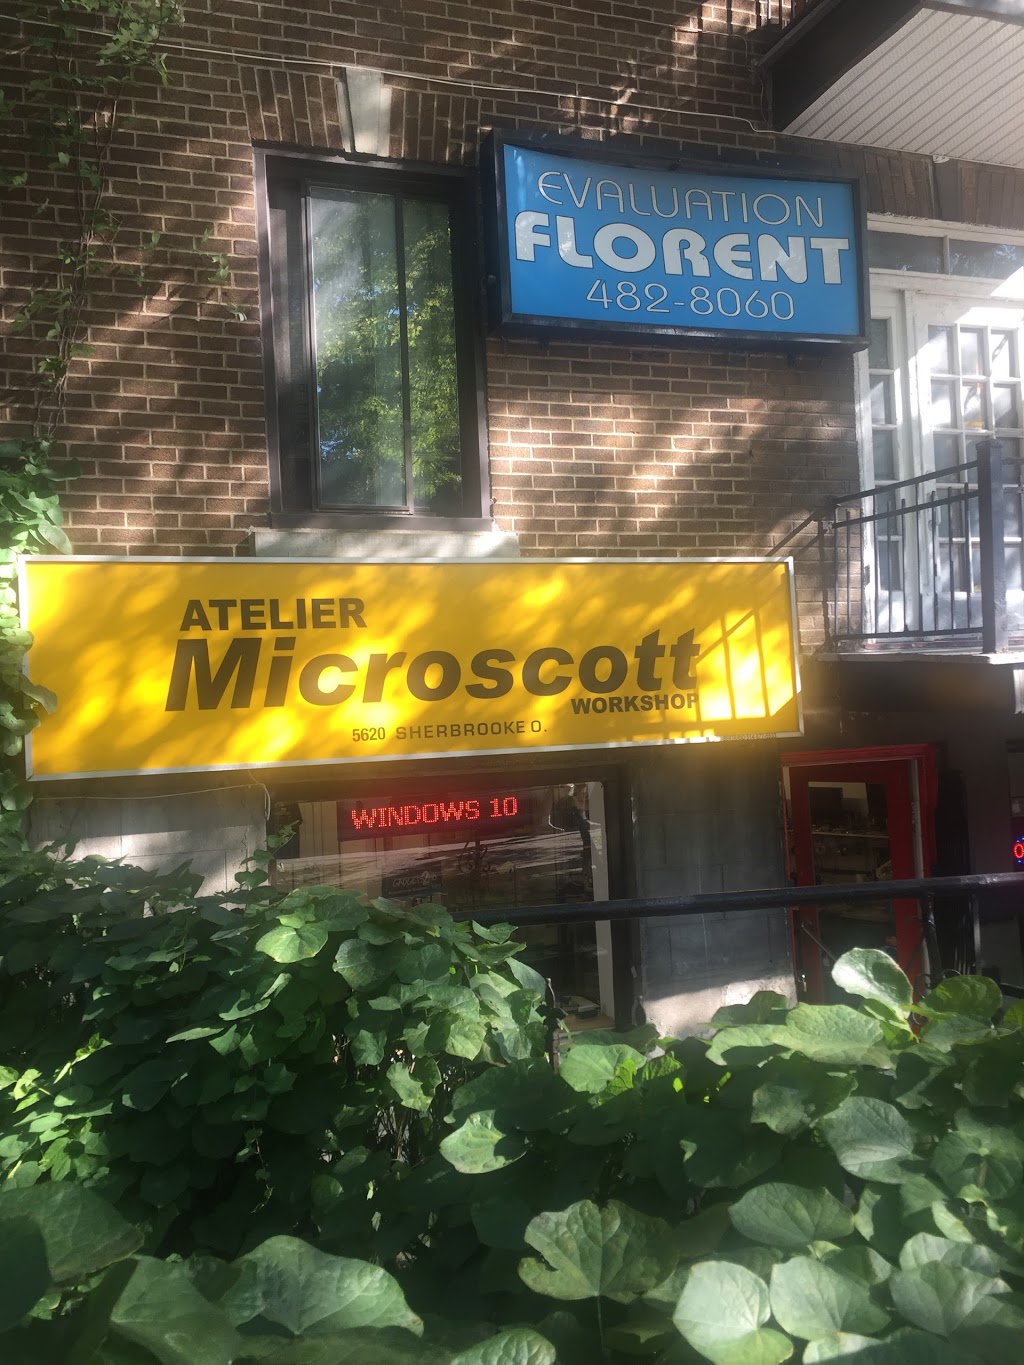 EVALUATION
FLORENT
482-8060
ATELIER
Microscott
WORKSHOP
5620 SHERBROOKE O.
WINDOWS 10